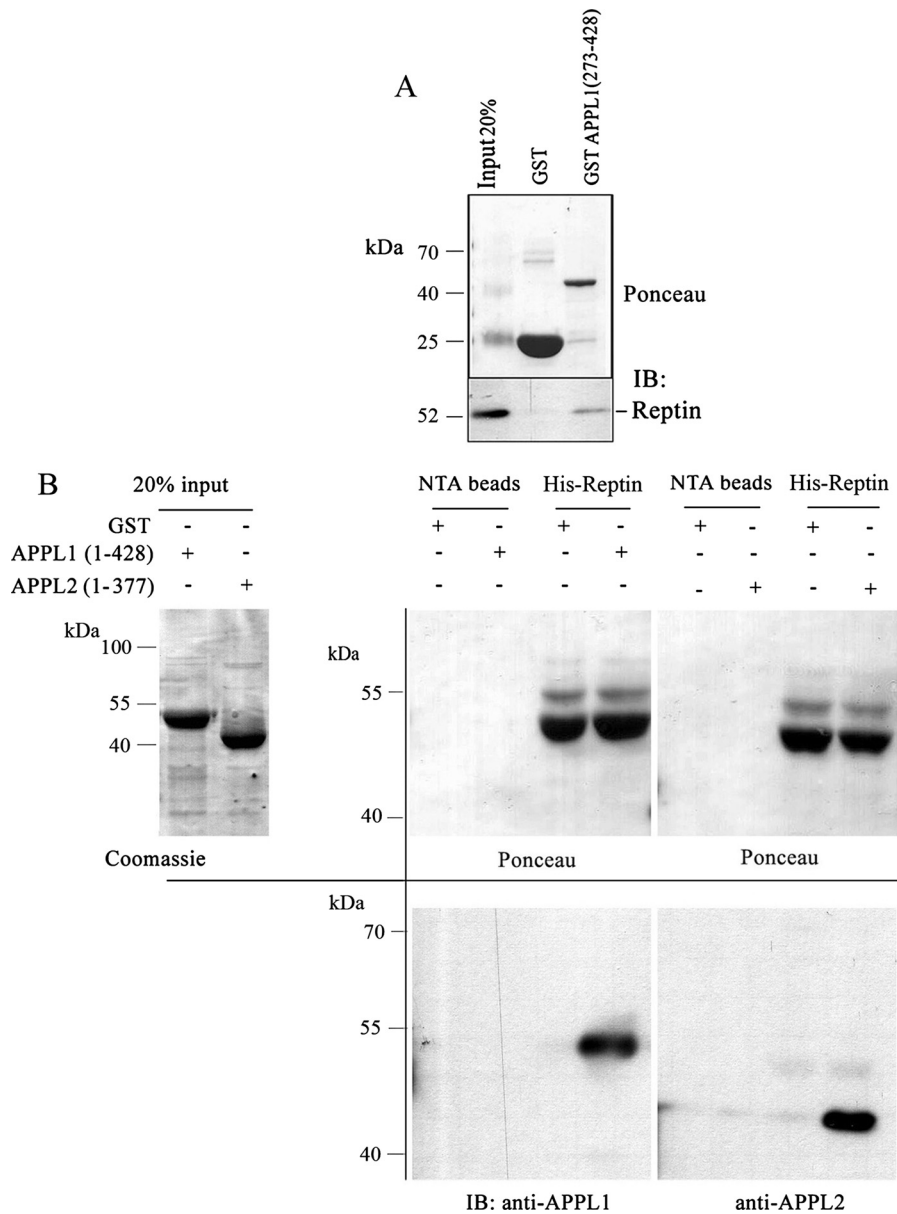 A
Input 20%
GST
GST APPL1(273-428)
kDa
70
40
25
Ponceau
IB:
52
Reptin
B
20% input
NTA beads
His-Reptin
NTA beads
His-Reptin
GST - - + - + - + - + -
APPL1 (1-428) + - - + - + - - - -
APPL2 (1-377) - + - - - - - + - +
kDa
100
55
40
kDa
55
40
Coomassie
Ponceau
Ponceau
kDa
70
55
40
IB: anti-APPL1
anti-APPL2